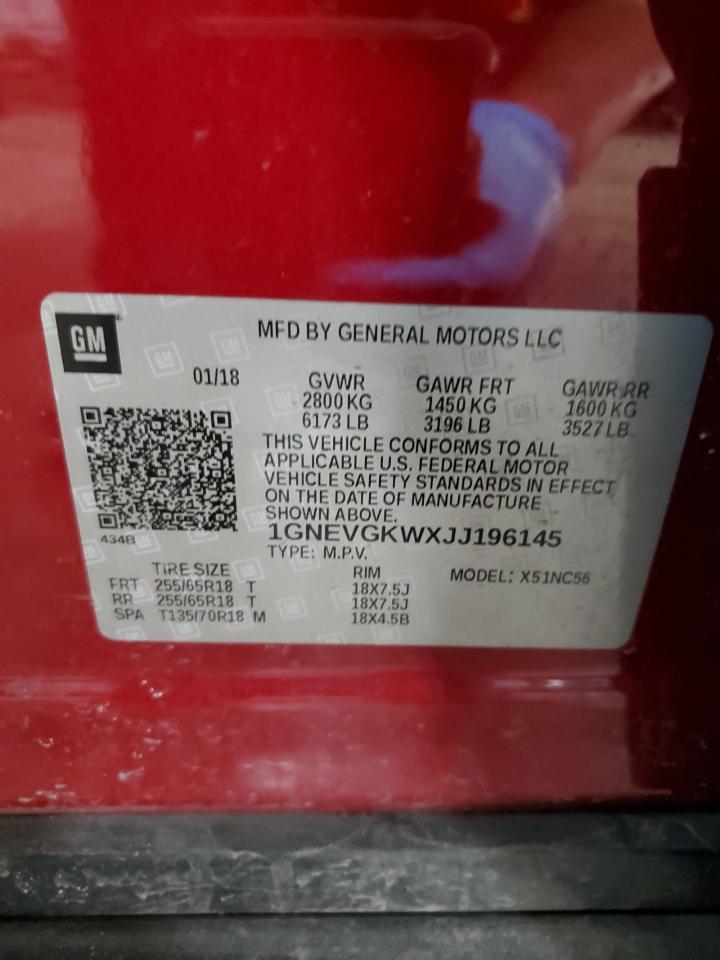 GM
MFD BY GENERAL MOTORS LLC
01/18
GVWR GAWR FRT GAWR RR
2800 KG 1450 KG 1600 KG
6173 LB 3196 LB 3527 LB
THIS VEHICLE CONFORMS TO ALL
APPLICABLE U.S. FEDERAL MOTOR
VEHICLE SAFETY STANDARDS IN EFFECT
ON THE DATE OF MANUFACTURE
SHOWN ABOVE.
434B
1GNEVGKWXJJ196145
TYPE: M.P.V.
TIRE SIZE RIM MODEL: X51NC56
FRT 255/65R18 T 18X7.5J
RR 255/65R18 T 18X7.5J
SPA T135/70R18 M 18X4.5B